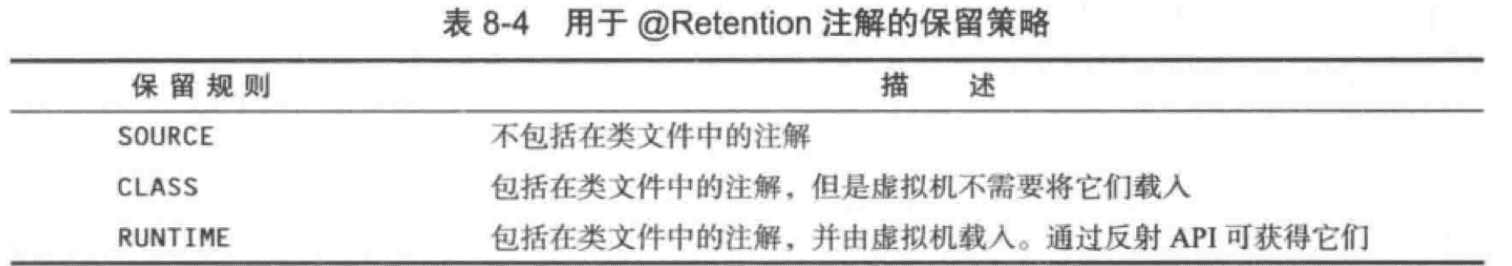 表 8-4 用于 @Retention 注解的保留策略
保留规则 描述
SOURCE 不包括在类文件中的注解
CLASS 包括在类文件中的注解，但是虚拟机不需要将它们载入
RUNTIME 包括在类文件中的注解，并由虚拟机载入。通过反射 API 可获得它们